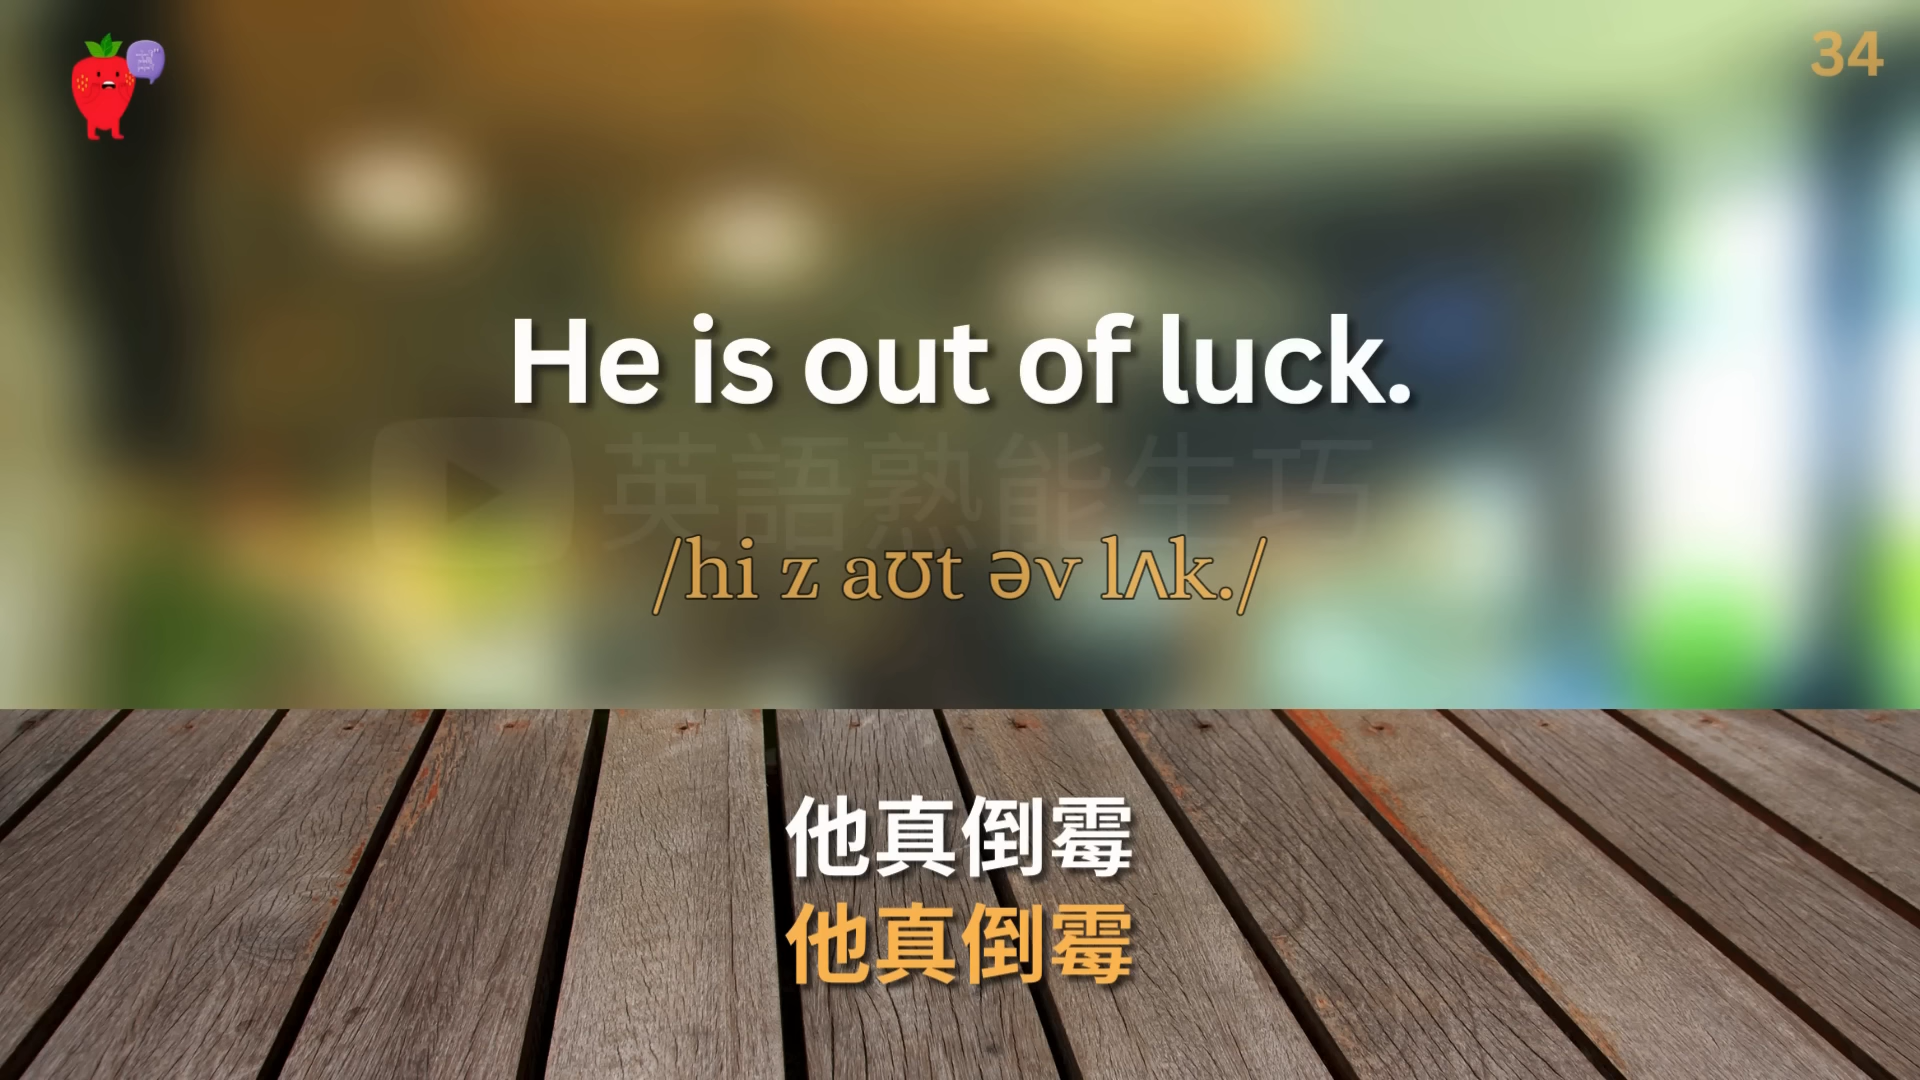 34
He is out of luck.
英語熟能生巧
/hi z aʊt əv lʌk./
他真倒霉
他真倒霉